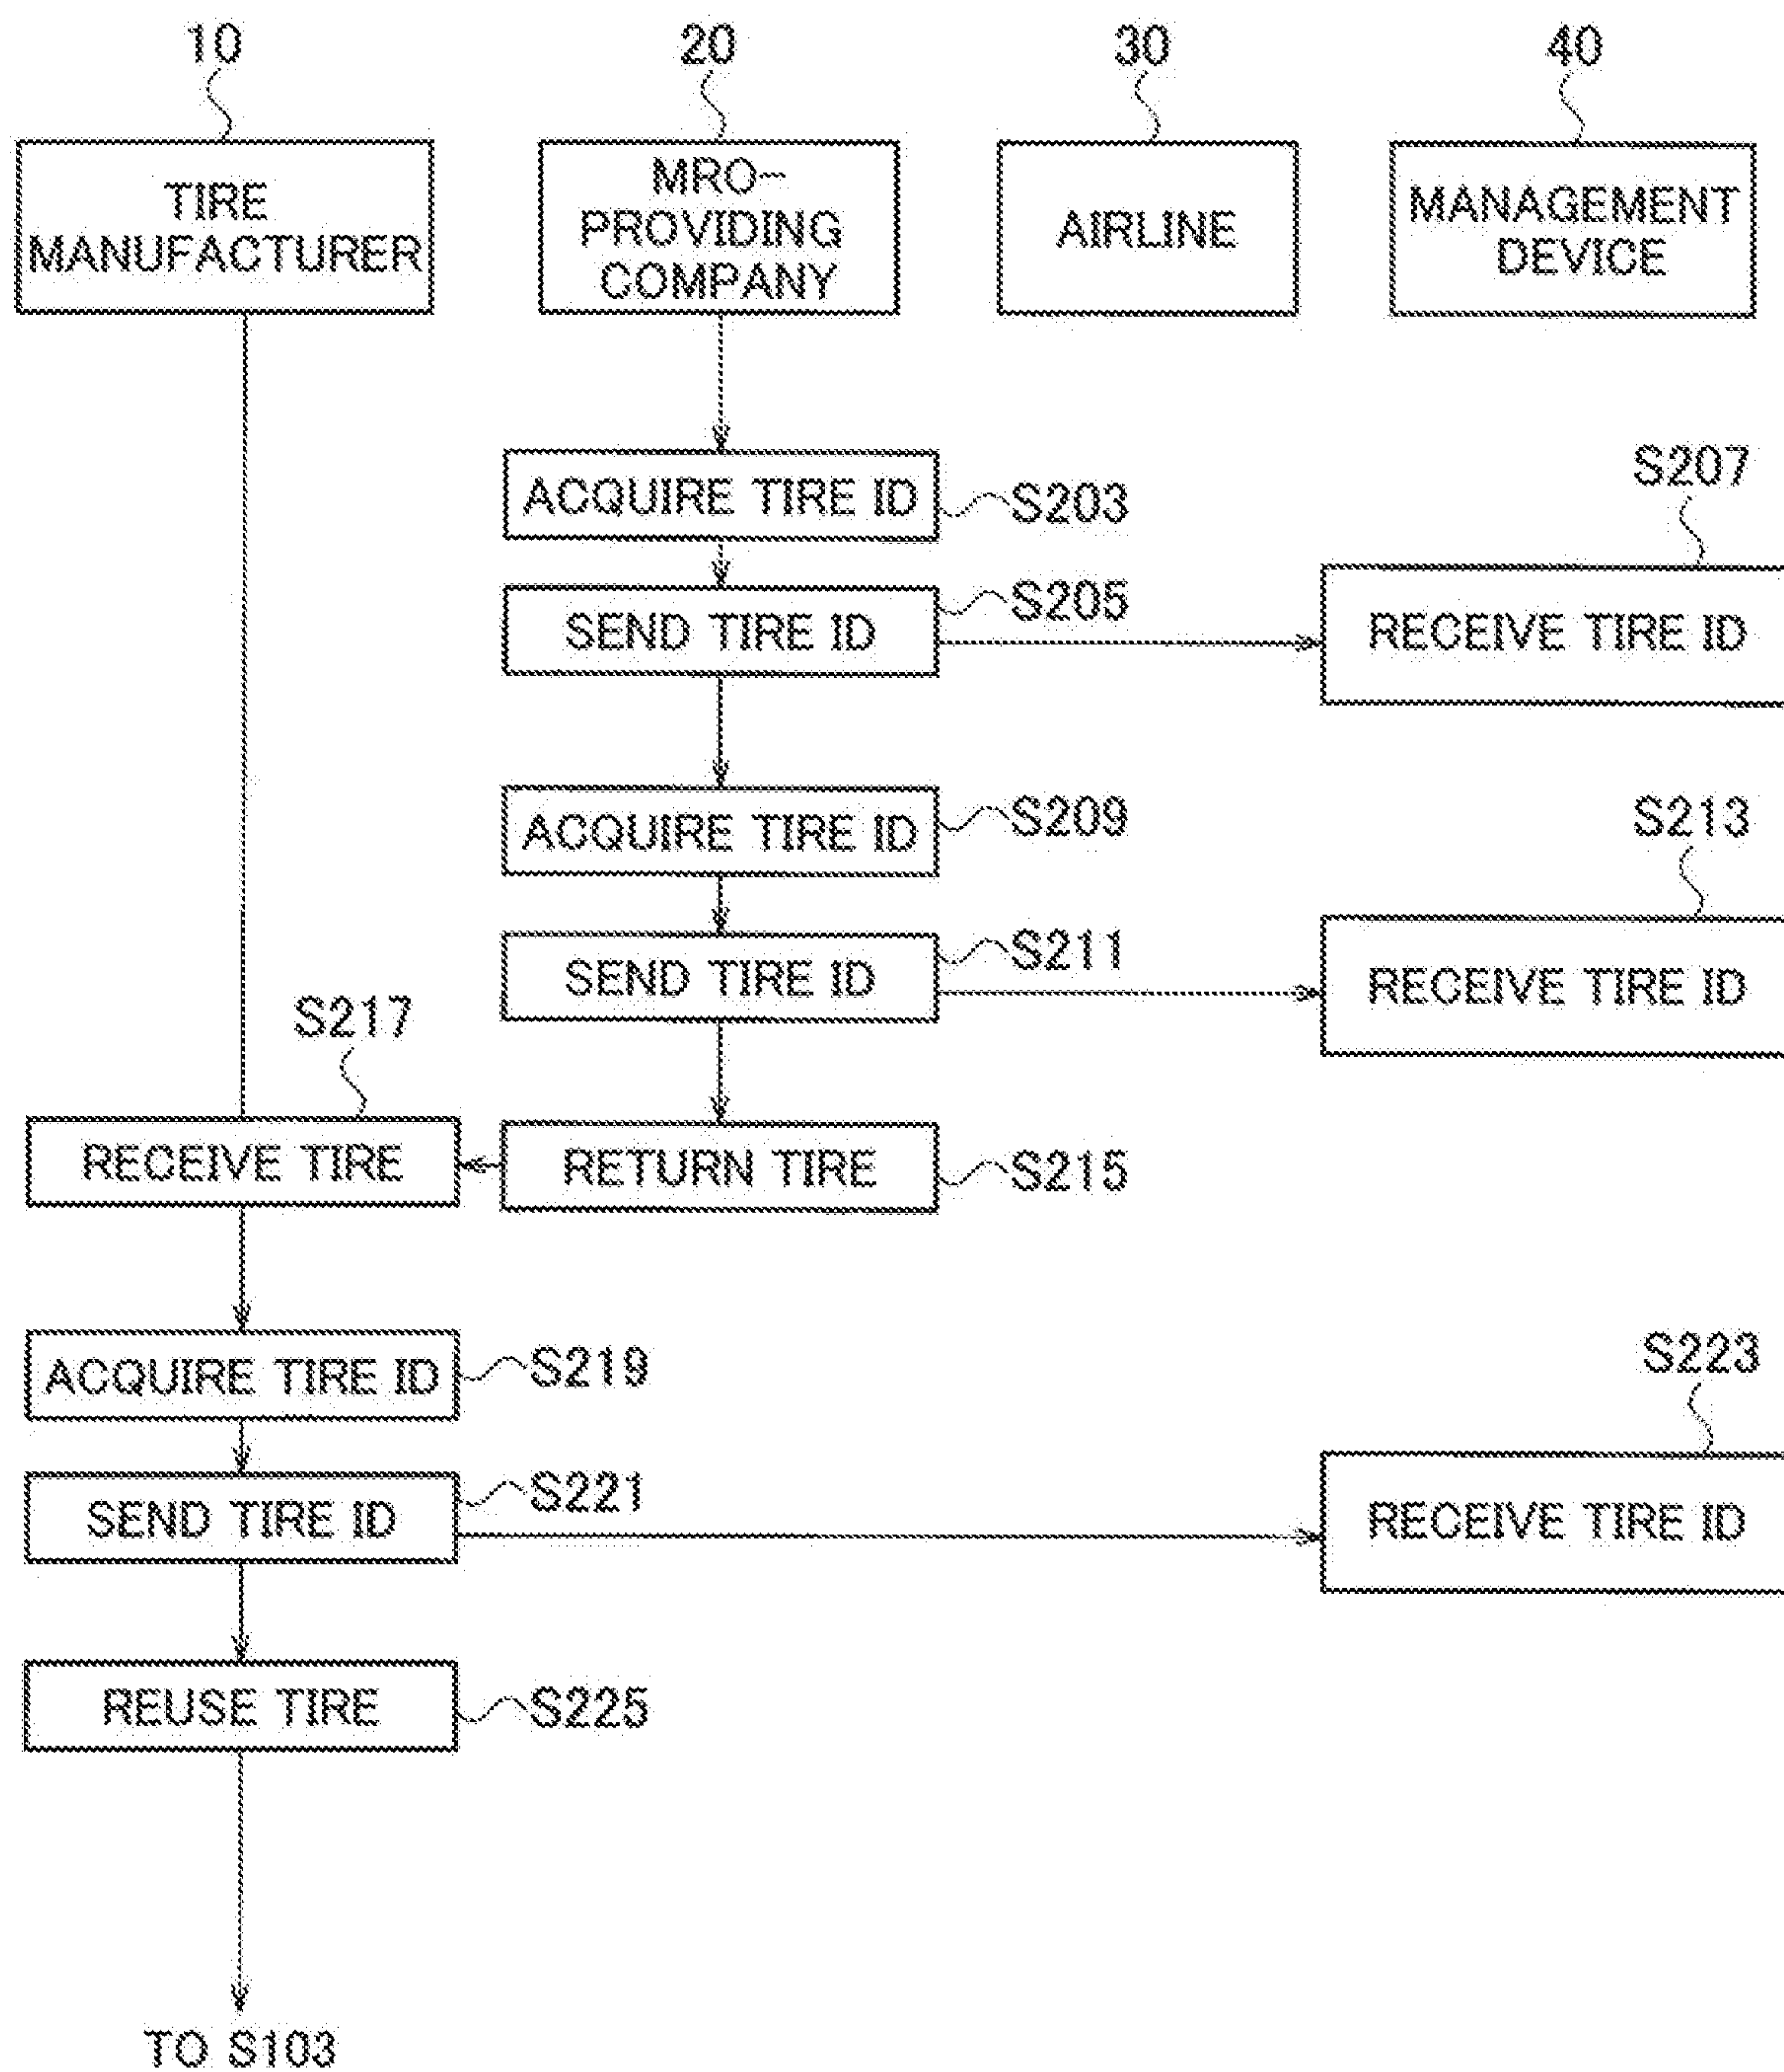 10
20
30
40
TIRE
MANUFACTURER
MRO-
PROVIDING
COMPANY
AIRLINE
MANAGEMENT
DEVICE
ACQUIRE TIRE ID
S203
S207
SEND TIRE ID
S205
RECEIVE TIRE ID
ACQUIRE TIRE ID
S209
S213
SEND TIRE ID
S211
RECEIVE TIRE ID
S217
RECEIVE TIRE
RETURN TIRE
S215
ACQUIRE TIRE ID
S219
S223
SEND TIRE ID
S221
RECEIVE TIRE ID
REUSE TIRE
S225
TO S103